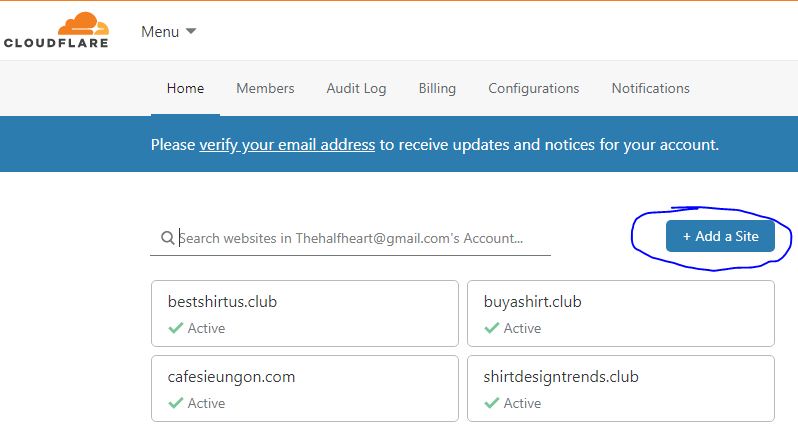 CLOUDFLARE
Menu
Home Members Audit Log Billing Configurations Notifications
Please verify your email address to receive updates and notices for your account.
Search websites in Thehalfheart@gmail.com's Account...
+ Add a Site
bestshirtus.club
Active
buyashirt.club
Active
cafesieungon.com
Active
shirtdesigntrends.club
Active